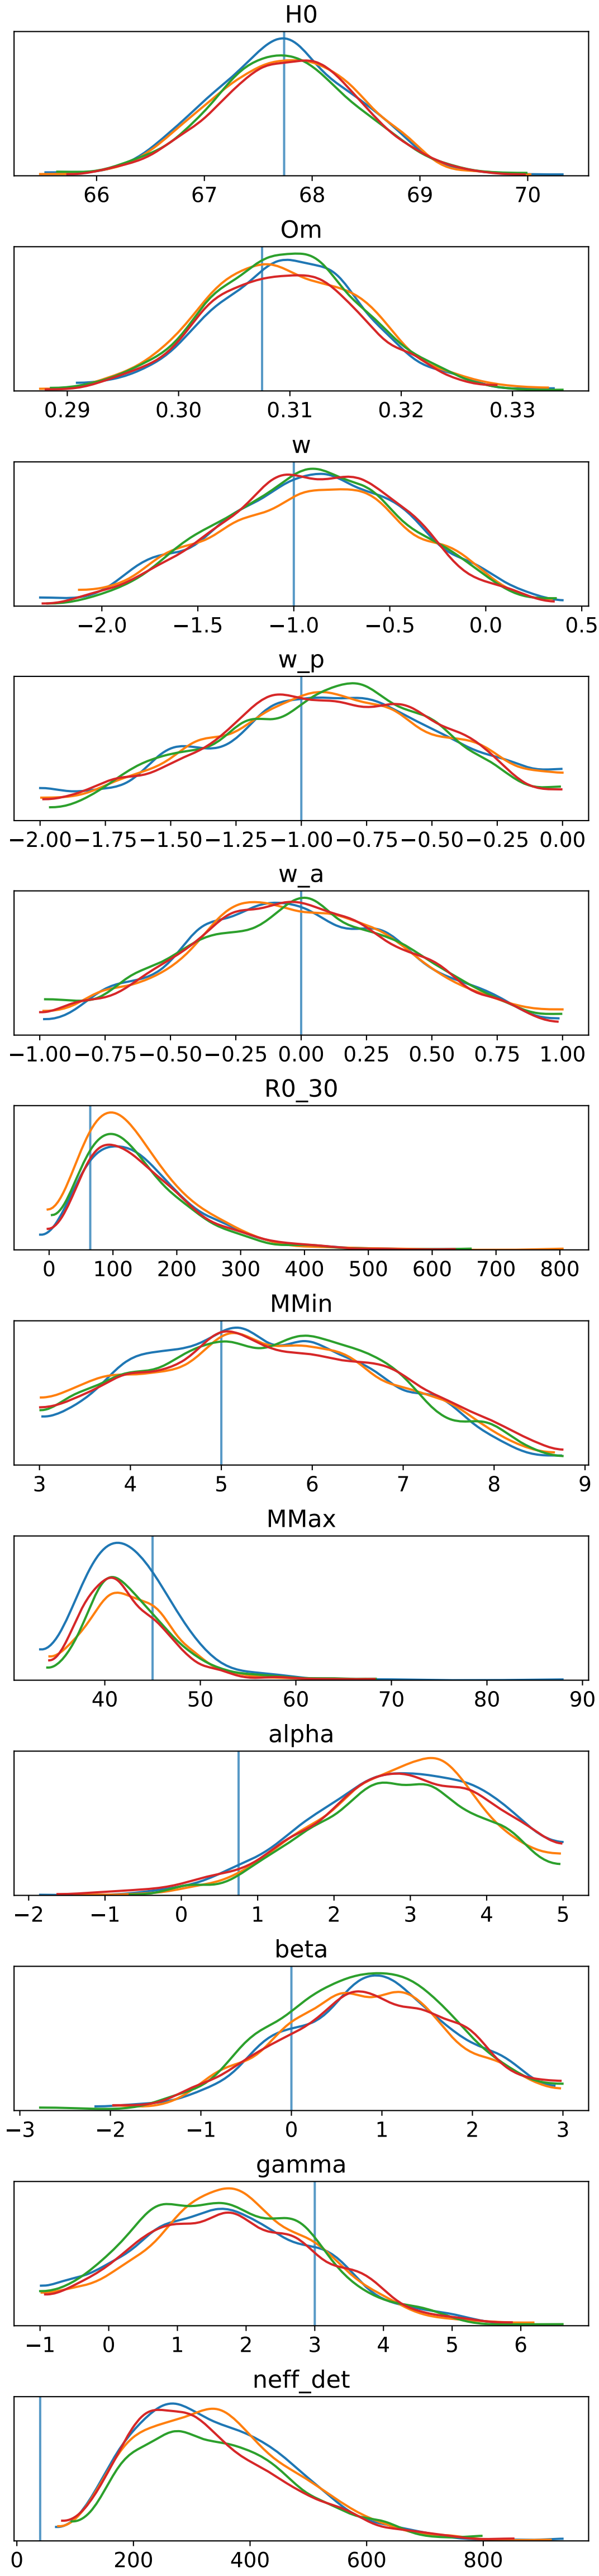 H0
66 67 68 69 70
Om
0.29 0.30 0.31 0.32 0.33
w
−2.0 −1.5 −1.0 −0.5 0.0 0.5
w_p
−2.00 −1.75 −1.50 −1.25 −1.00 −0.75 −0.50 −0.25 0.00
w_a
−1.00 −0.75 −0.50 −0.25 0.00 0.25 0.50 0.75 1.00
R0_30
0 100 200 300 400 500 600 700 800
MMin
3 4 5 6 7 8 9
MMax
40 50 60 70 80 90
alpha
−2 −1 0 1 2 3 4 5
beta
−3 −2 −1 0 1 2 3
gamma
−1 0 1 2 3 4 5 6
neff_det
0 200 400 600 800